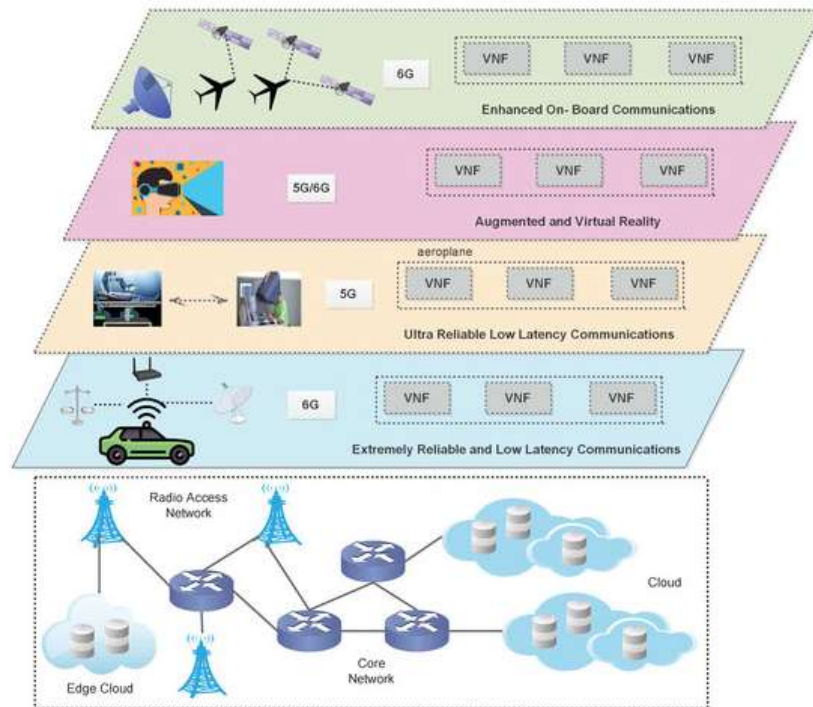 6G
VNF VNF VNF
Enhanced On- Board Communications
5G/6G
VNF VNF VNF
Augmented and Virtual Reality
aeroplane
5G
VNF VNF VNF
Ultra Reliable Low Latency Communications
6G
VNF VNF VNF
Extremely Reliable and Low Latency Communications
Radio Access
Network
Cloud
Core
Network
Edge Cloud